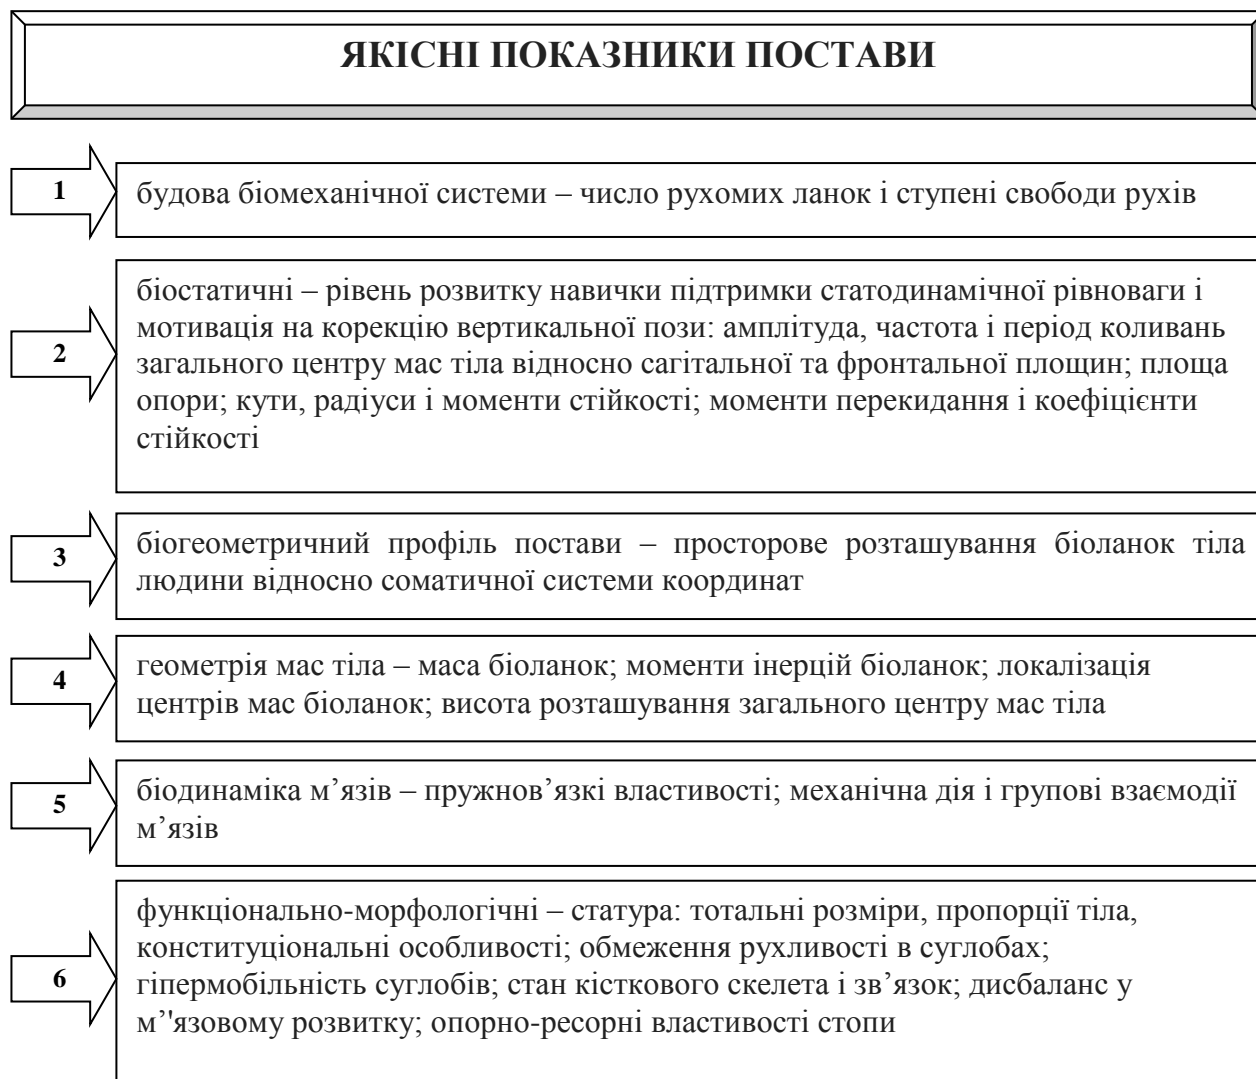 ЯКІСНІ ПОКАЗНИКИ ПОСТАВИ
1
будова біомеханічної системи – число рухомих ланок і ступені свободи рухів
2
біостатичні – рівень розвитку навички підтримки статодинамічної рівноваги і
мотивація на корекцію вертикальної пози: амплітуда, частота і період коливань
загального центру мас тіла відносно сагітальної та фронтальної площин; площа
опори; кути, радіуси і моменти стійкості; моменти перекидання і коефіцієнти
стійкості
3
біогеометричний профіль постави – просторове розташування біоланок тіла
людини відносно соматичної системи координат
4
геометрія мас тіла – маса біоланок; моменти інерцій біоланок; локалізація
центрів мас біоланок; висота розташування загального центру мас тіла
5
біодинаміка м’язів – пружнов’язкі властивості; механічна дія і групові взаємодії
м’язів
6
функціонально-морфологічні – статура: тотальні розміри, пропорції тіла,
конституціональні особливості; обмеження рухливості в суглобах;
гіпермобільність суглобів; стан кісткового скелета і зв’язок; дисбаланс у
м’'язовому розвитку; опорно-ресорні властивості стопи